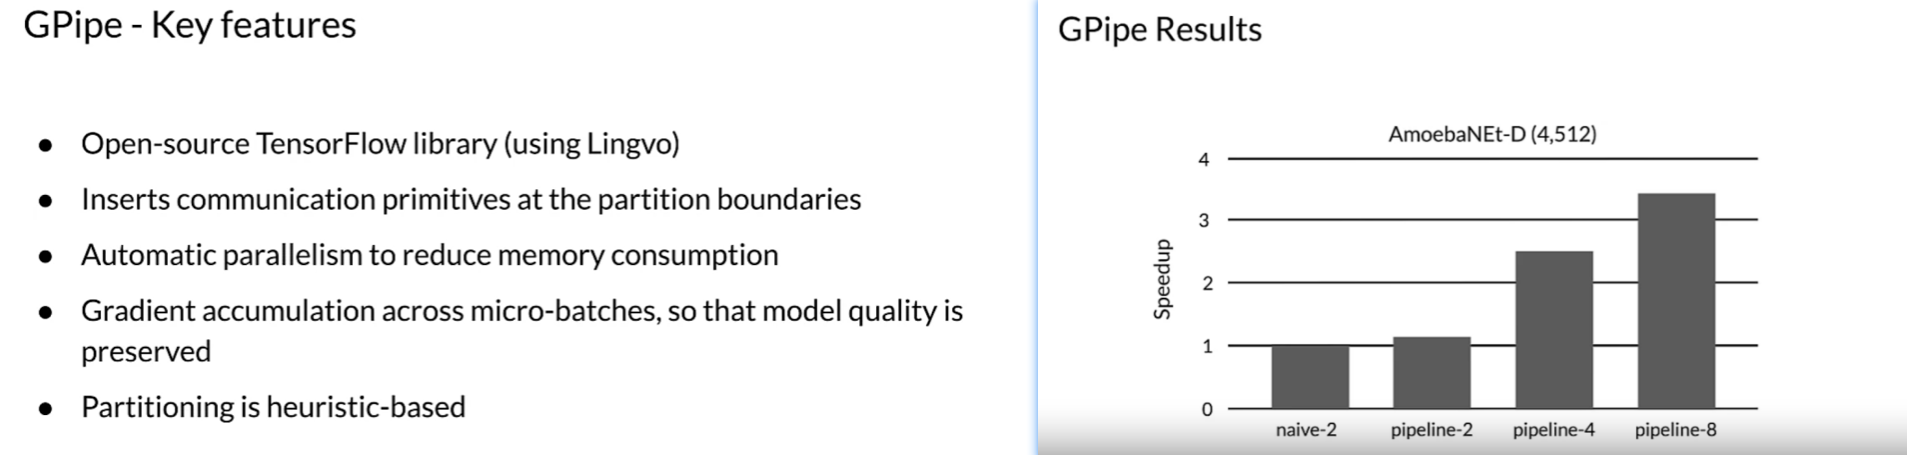 GPipe - Key features
● Open-source TensorFlow library (using Lingvo)
● Inserts communication primitives at the partition boundaries
● Automatic parallelism to reduce memory consumption
● Gradient accumulation across micro-batches, so that model quality is
preserved
● Partitioning is heuristic-based
GPipe Results
AmoebaNEt-D (4,512)
Speedup
4
3
2
1
0
naive-2 pipeline-2 pipeline-4 pipeline-8